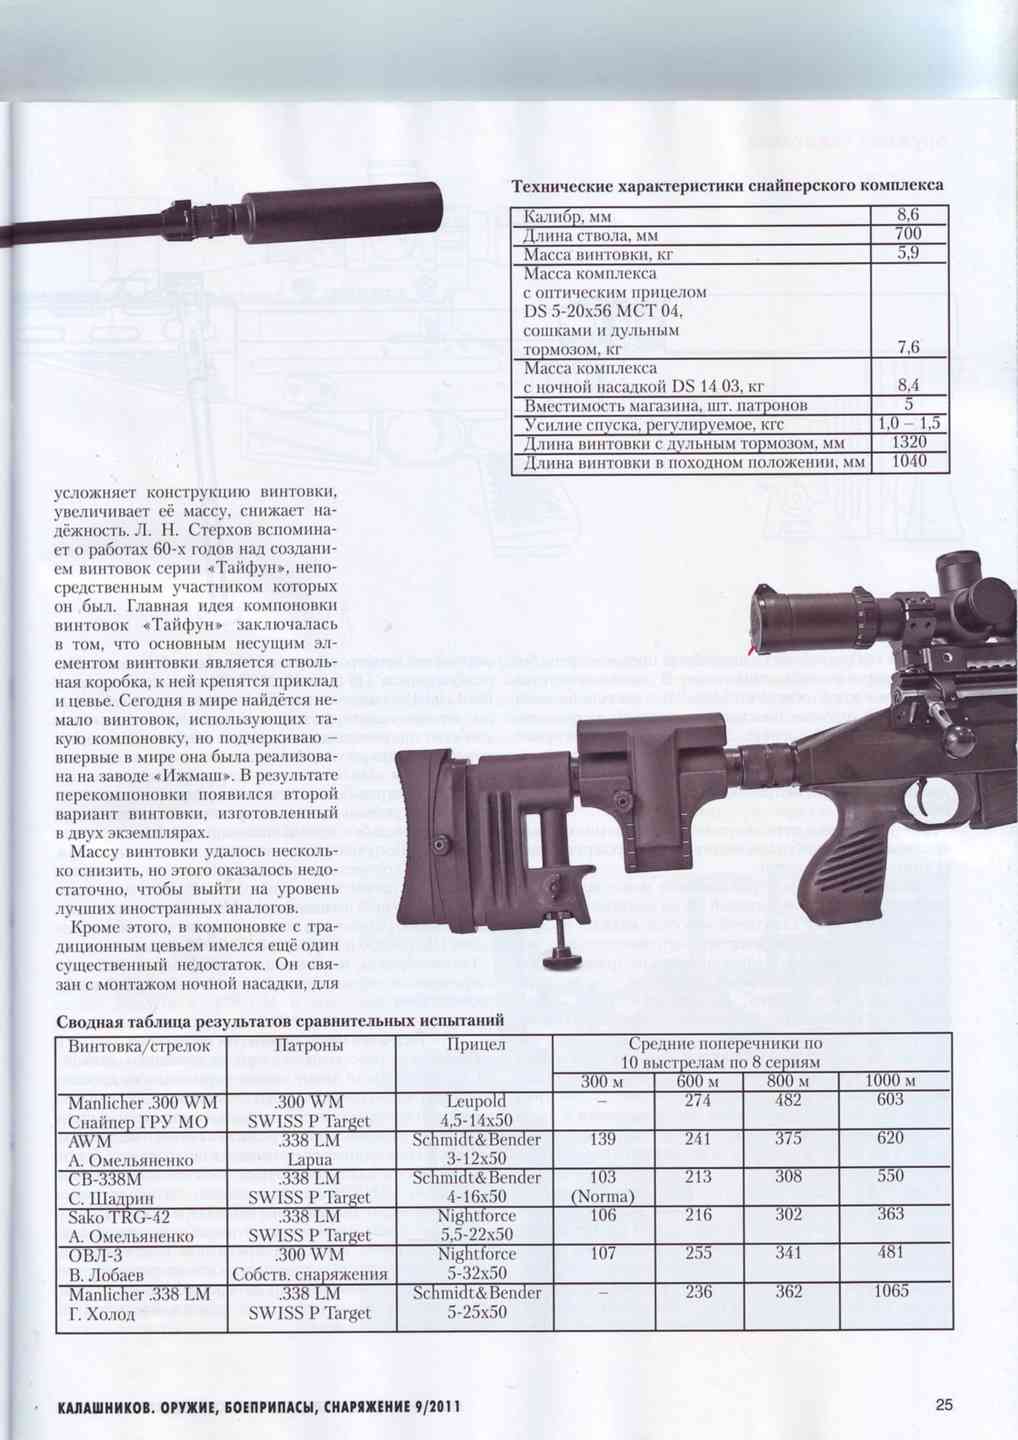 Технические характеристики снайперского комплекса
Калибр, мм 8,6
Длина ствола, мм 700
Масса винтовки, кг 5,9
Масса комплекса
с оптическим прицелом
DS 5-20x56 МСТ 04,
сошками и дульным
тормозом, кг 7,6
Масса комплекса
с ночной насадкой DS 14 03, кг 8,4
Вместимость магазина, шт. патронов 5
Усилие спуска, регулируемое, кгс 1,0 – 1,5
Длина винтовки с дульным тормозом, мм 1320
Длина винтовки в походном положении, мм 1040
усложняет конструкцию винтовки,
увеличивает её массу, снижает на-
дёжность. Л. Н. Стерхов вспомина-
ет о работах 60-х годов над создани-
ем винтовок серии «Тайфун», непо-
средственным участником которых
он был. Главная идея компоновки
винтовок «Тайфун» заключалась
в том, что основным несущим эл-
ементом винтовки является стволь-
ная коробка, к ней крепятся приклад
и цевье. Сегодня в мире найдётся не-
мало винтовок, использующих та-
кую компоновку, но подчеркиваю –
впервые в мире она была реализова-
на на заводе «Ижмаш». В результате
перекомпоновки появился второй
вариант винтовки, изготовленный
в двух экземплярах.
Массу винтовки удалось несколь-
ко снизить, но этого оказалось недо-
статочно, чтобы выйти на уровень
лучших иностранных аналогов.
Кроме этого, в компоновке с тра-
диционным цевьем имелся ещё один
существенный недостаток. Он свя-
зан с монтажом ночной насадки, для
Сводная таблица результатов сравнительных испытаний
Винтовка/стрелок Патроны Прицел Средние поперечники по
10 выстрелам по 8 сериям
300 м 600 м 800 м 1000 м
Manlicher .300 WM .300 WM Leupold – 274 482 603
Снайпер ГРУ МО SWISS P Target 4,5-14x50
AWM .338 LM Schmidt&Bender 139 241 375 620
А. Омельяненко Lapua 3-12x50
СВ-338М .338 LM Schmidt&Bender 103 213 308 550
С. Шадрин SWISS P Target 4-16x50 (Norma)
Sako TRG-42 .338 LM Nightforce 106 216 302 363
А. Омельяненко SWISS P Target 5,5-22x50
ОВЛ-3 .300 WM Nightforce 107 255 341 481
В. Лобаев Собств. снаряжения 5-32x50
Manlicher .338 LM .338 LM Schmidt&Bender – 236 362 1065
Г. Холод SWISS P Target 5-25x50
КАЛАШНИКОВ. ОРУЖИЕ, БОЕПРИПАСЫ, СНАРЯЖЕНИЕ 9/2011
25